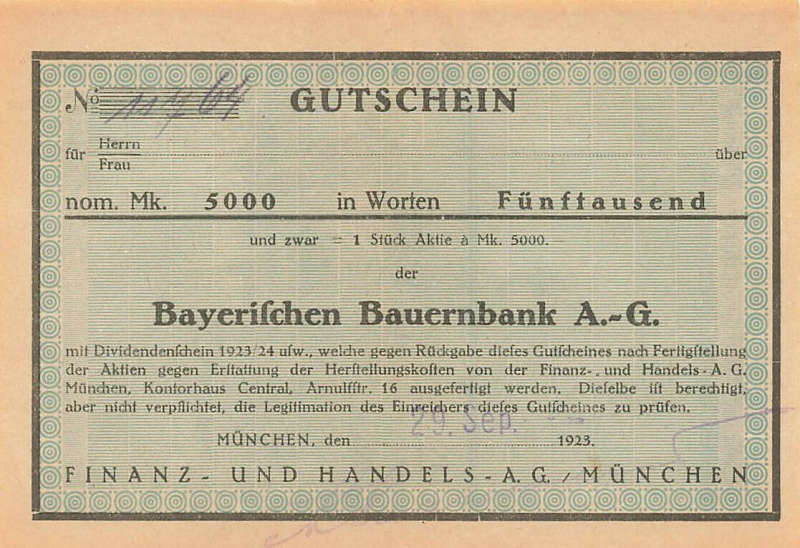 No 11764 GUTSCHEIN
für Herrn
Frau über
nom. Mk. 5000 in Worten Fünftausend
und zwar = 1 Stück Aktie à Mk. 5000.—
der
Bayeriſchen Bauernbank A.-G.
mit Dividendenſchein 1923/24 uſw., welche gegen Rückgabe dieſes Gutſcheines nach Fertigſtellung
der Aktien gegen Erſtattung der Herſtellungskoſten von der Finanz- und Handels-A. G.
München, Kontorhaus Central, Arnulfſtr. 16 ausgefertigt werden. Dieſelbe iſt berechtigt,
aber nicht verpflichtet, die Legitimation des Einreichers dieſes Gutſcheines zu prüfen.
MÜNCHEN, den 29. Sep. 1923.
FINANZ- UND HANDELS-A.G. / MÜNCHEN